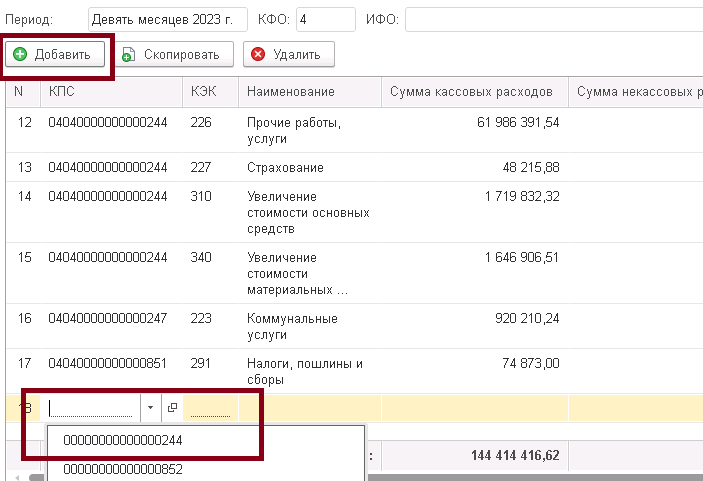 Период: Девять месяцев 2023 г. КФО: 4 ИФО:
Добавить Скопировать Удалить
N КПС КЭК Наименование Сумма кассовых расходов Сумма некассовых р
12 04040000000000244 226 Прочие работы, 61 986 391,54
услуги
13 04040000000000244 227 Страхование 48 215,88
14 04040000000000244 310 Увеличение 1 719 832,32
стоимости основных
средств
15 04040000000000244 340 Увеличение 1 646 906,51
стоимости
материальных ...
16 04040000000000247 223 Коммунальные 920 210,24
услуги
17 04040000000000851 291 Налоги, пошлины и 74 873,00
сборы
18
00000000000000244
: 144 414 416,62
00000000000000852